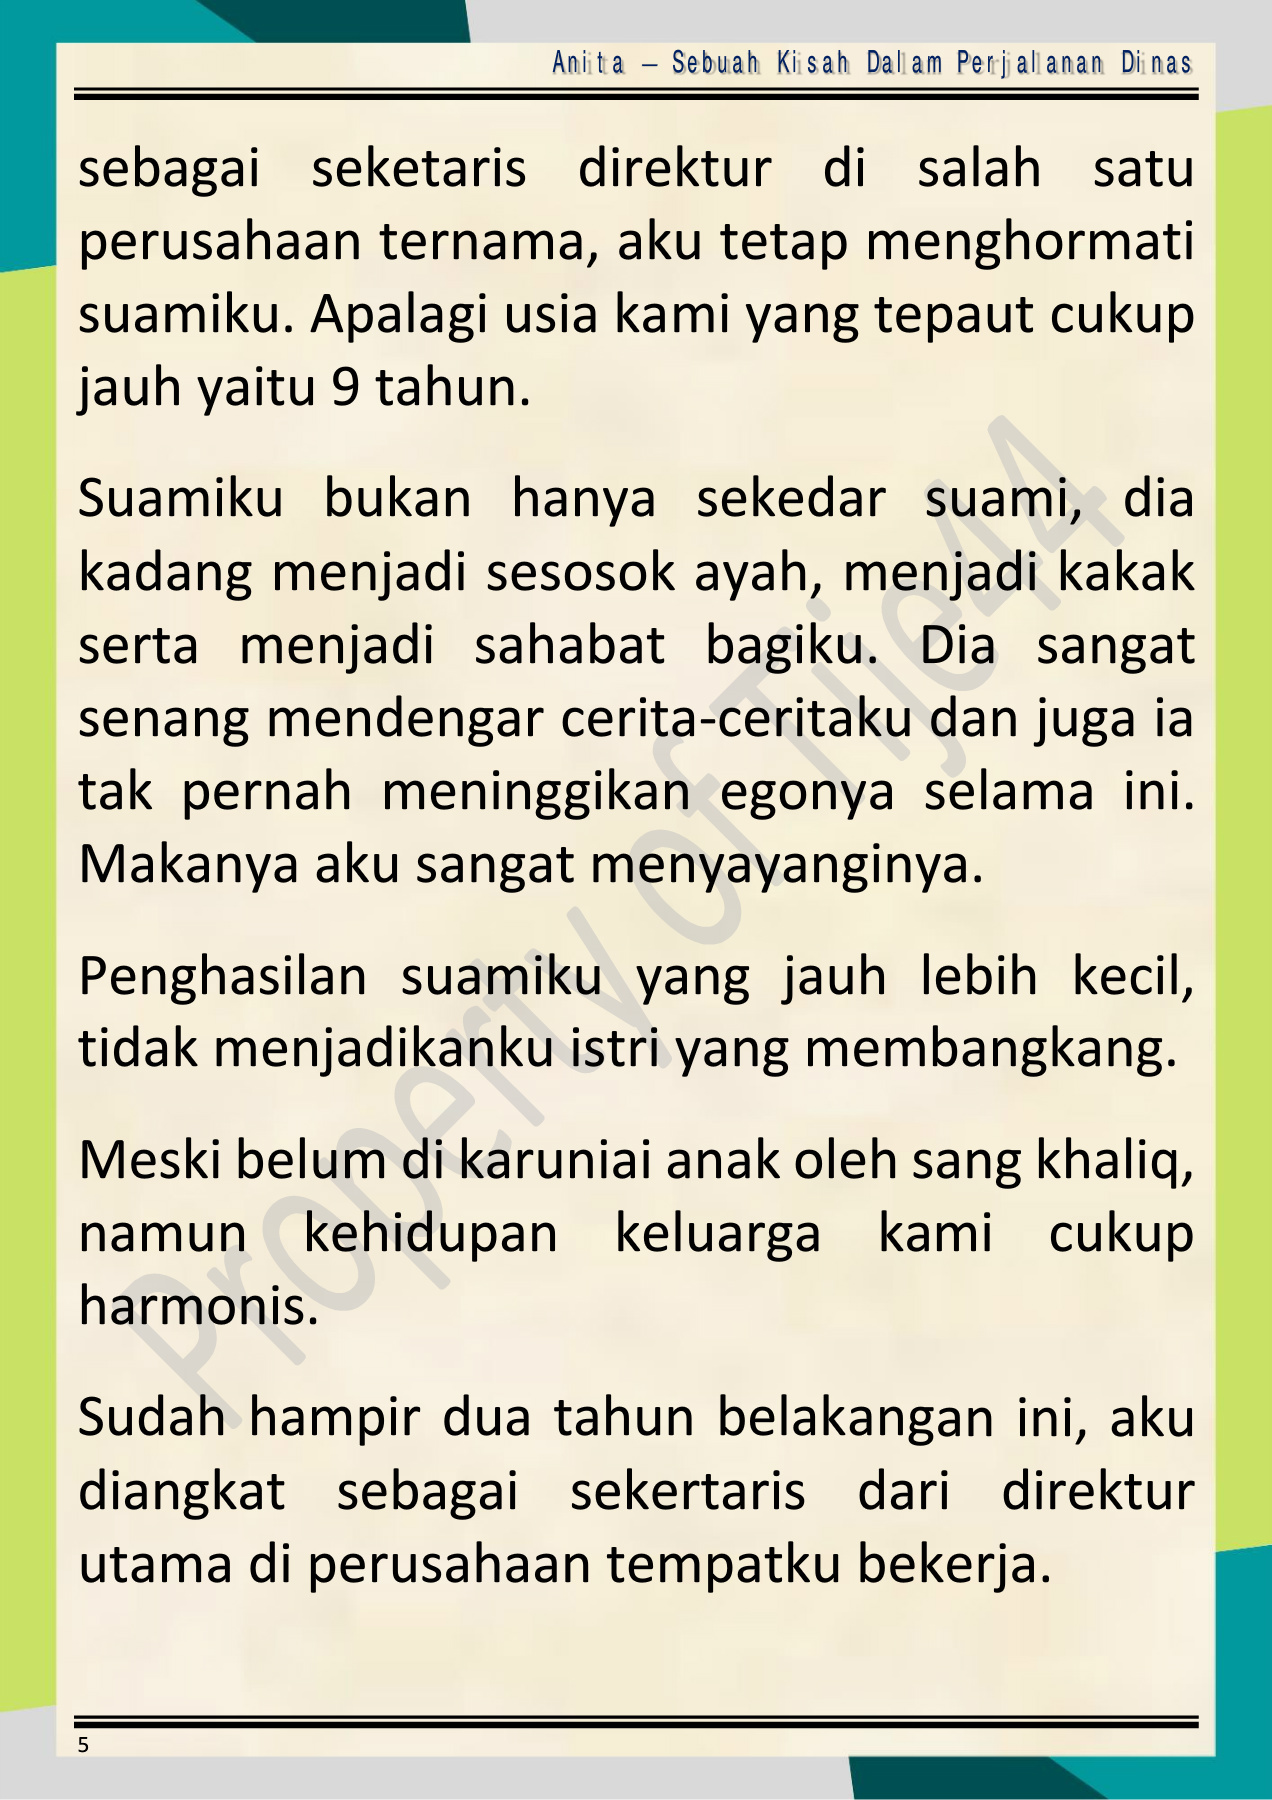 Anita – Sebuah Kisah Dalam Perjalanan Dinas
sebagai seketaris direktur di salah satu
perusahaan ternama, aku tetap menghormati
suamiku. Apalagi usia kami yang tepaut cukup
jauh yaitu 9 tahun.
Suamiku bukan hanya sekedar suami, dia
kadang menjadi sesosok ayah, menjadi kakak
serta menjadi sahabat bagiku. Dia sangat
senang mendengar cerita-ceritaku dan juga ia
tak pernah meninggikan egonya selama ini.
Makanya aku sangat menyayanginya.
Penghasilan suamiku yang jauh lebih kecil,
tidak menjadikanku istri yang membangkang.
Meski belum di karuniai anak oleh sang khaliq,
namun kehidupan keluarga kami cukup
harmonis.
Sudah hampir dua tahun belakangan ini, aku
diangkat sebagai sekertaris dari direktur
utama di perusahaan tempatku bekerja.
5
Property of Tije44